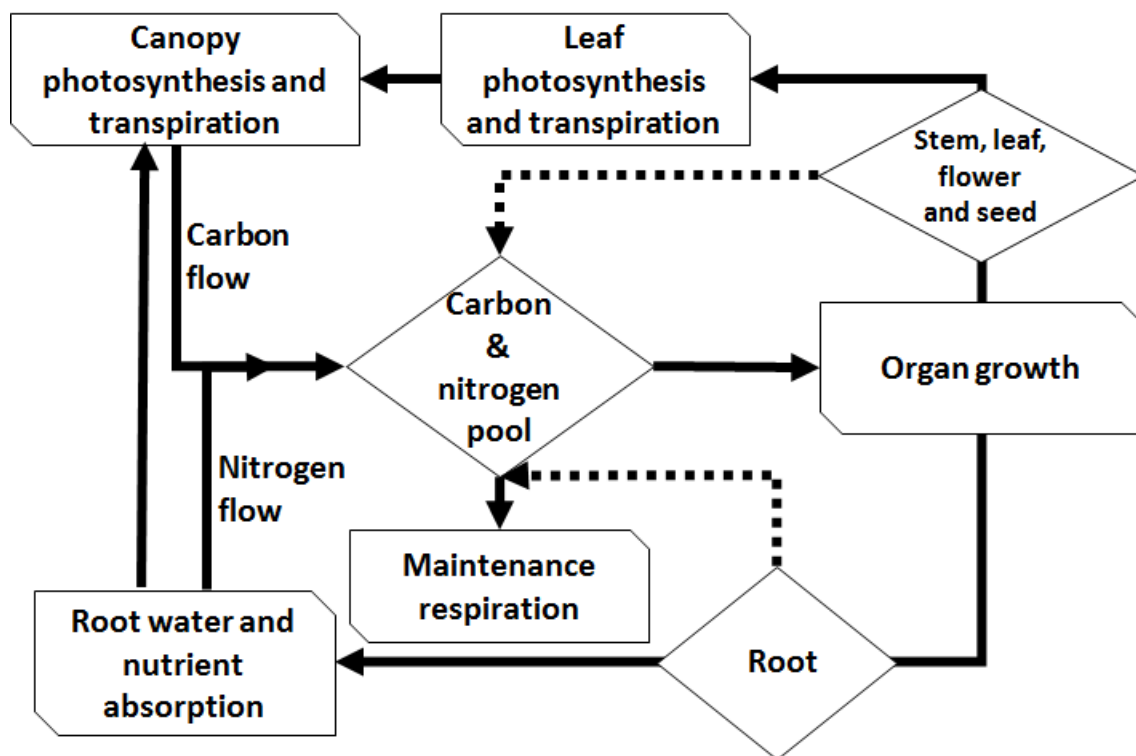 Canopy
photosynthesis and
transpiration
Leaf
photosynthesis
and transpiration
Stem, leaf,
flower
and seed
Carbon
flow
Carbon
&
nitrogen
pool
Organ growth
Nitrogen
flow
Maintenance
respiration
Root water and
nutrient
absorption
Root